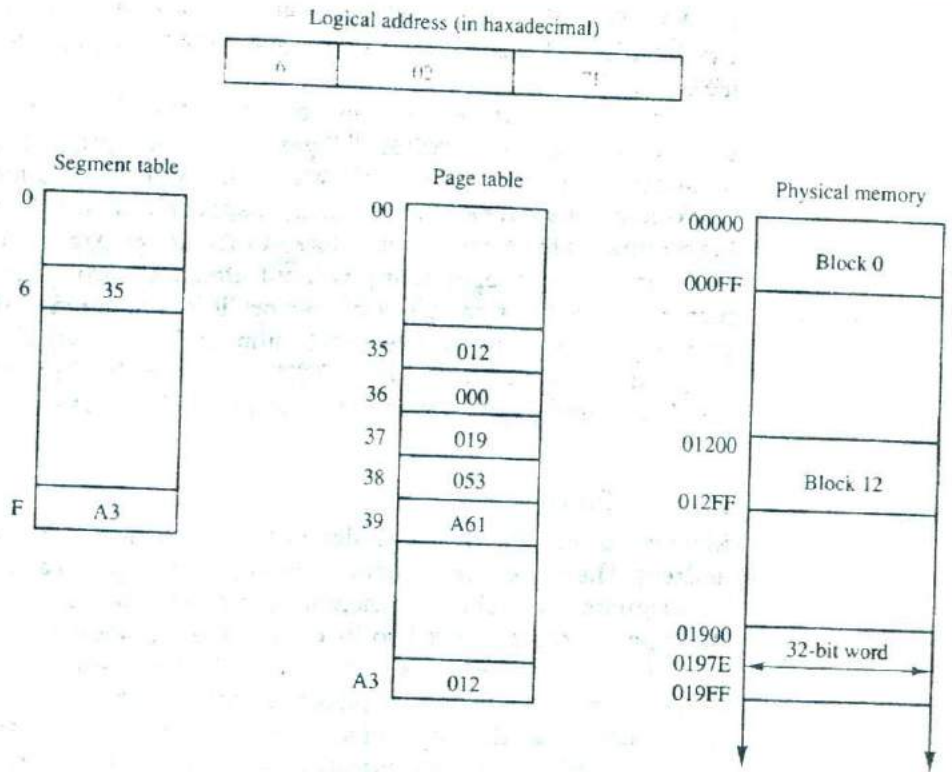 Logical address (in haxadecimal)
6 02
Segment table
0
6 35
F A3
Page table
00
35 012
36 000
37 019
38 053
39 A61
A3 012
Physical memory
00000
Block 0
000FF
01200
Block 12
012FF
01900
32-bit word
0197E
019FF